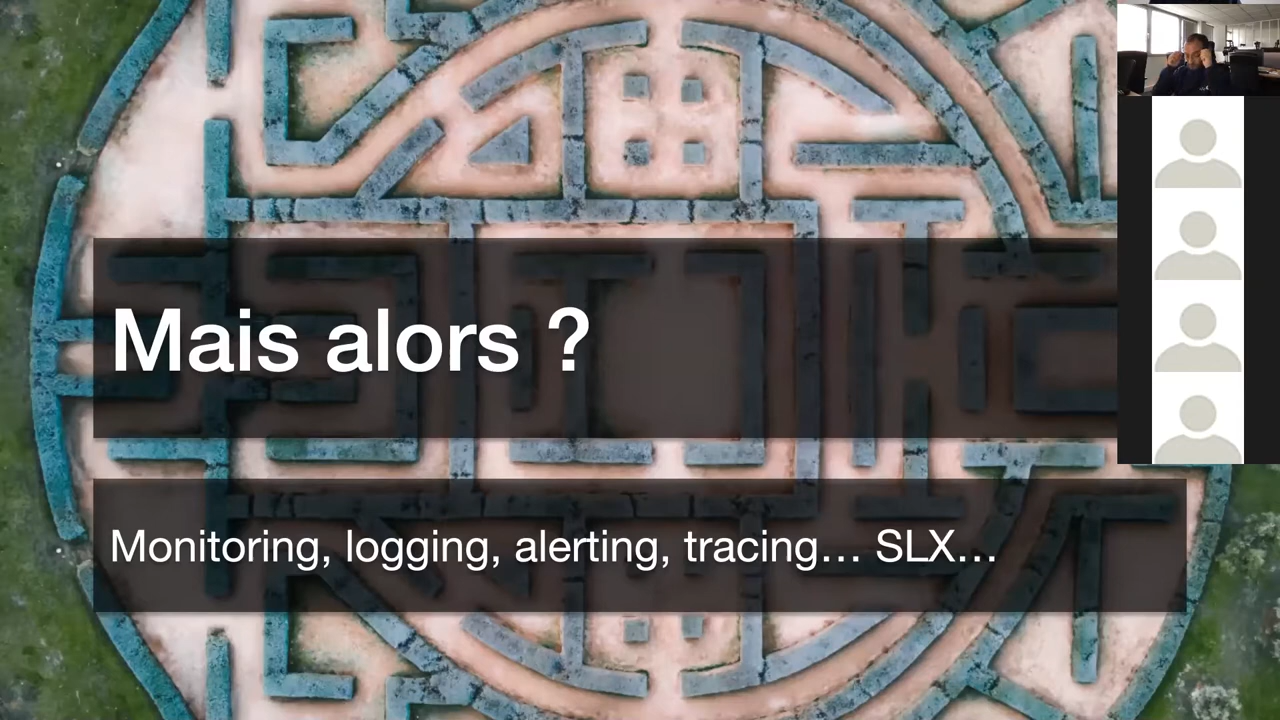 Mais alors ?
Monitoring, logging, alerting, tracing… SLX…